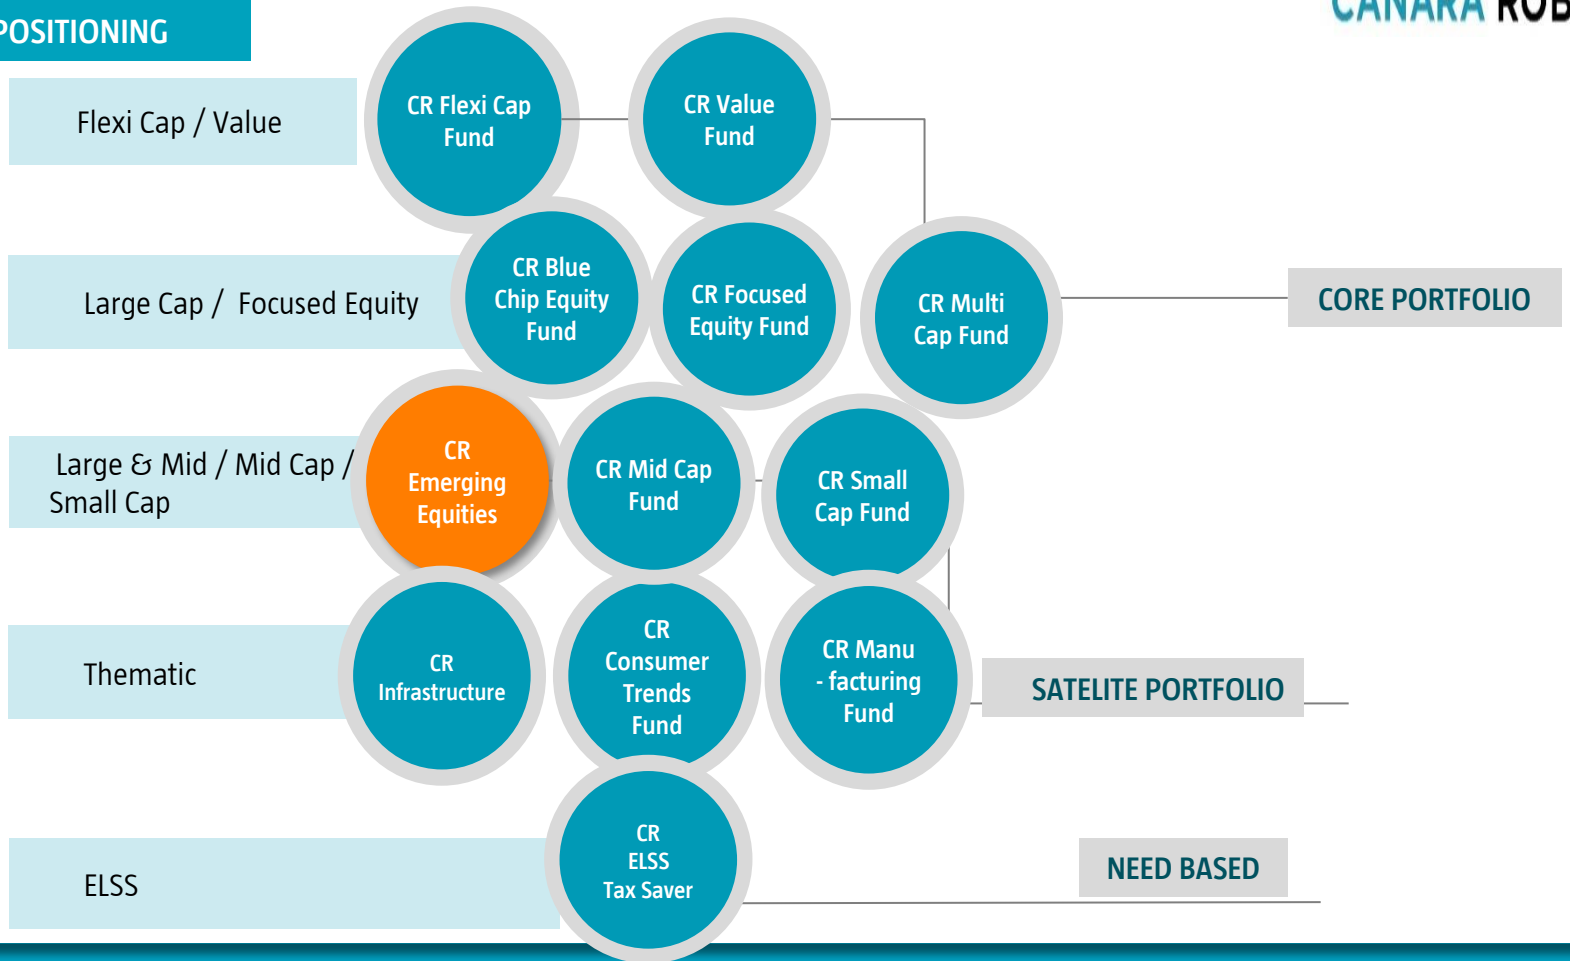 POSITIONING
CANARA ROB
Flexi Cap / Value
CR Flexi Cap
Fund
CR Value
Fund
Large Cap / Focused Equity
CR Blue
Chip Equity
Fund
CR Focused
Equity Fund
CR Multi
Cap Fund
CORE PORTFOLIO
Large & Mid / Mid Cap /
Small Cap
CR
Emerging
Equities
CR Mid Cap
Fund
CR Small
Cap Fund
Thematic
CR
Infrastructure
CR
Consumer
Trends
Fund
CR Manu
- facturing
Fund
SATELITE PORTFOLIO
ELSS
CR
ELSS
Tax Saver
NEED BASED